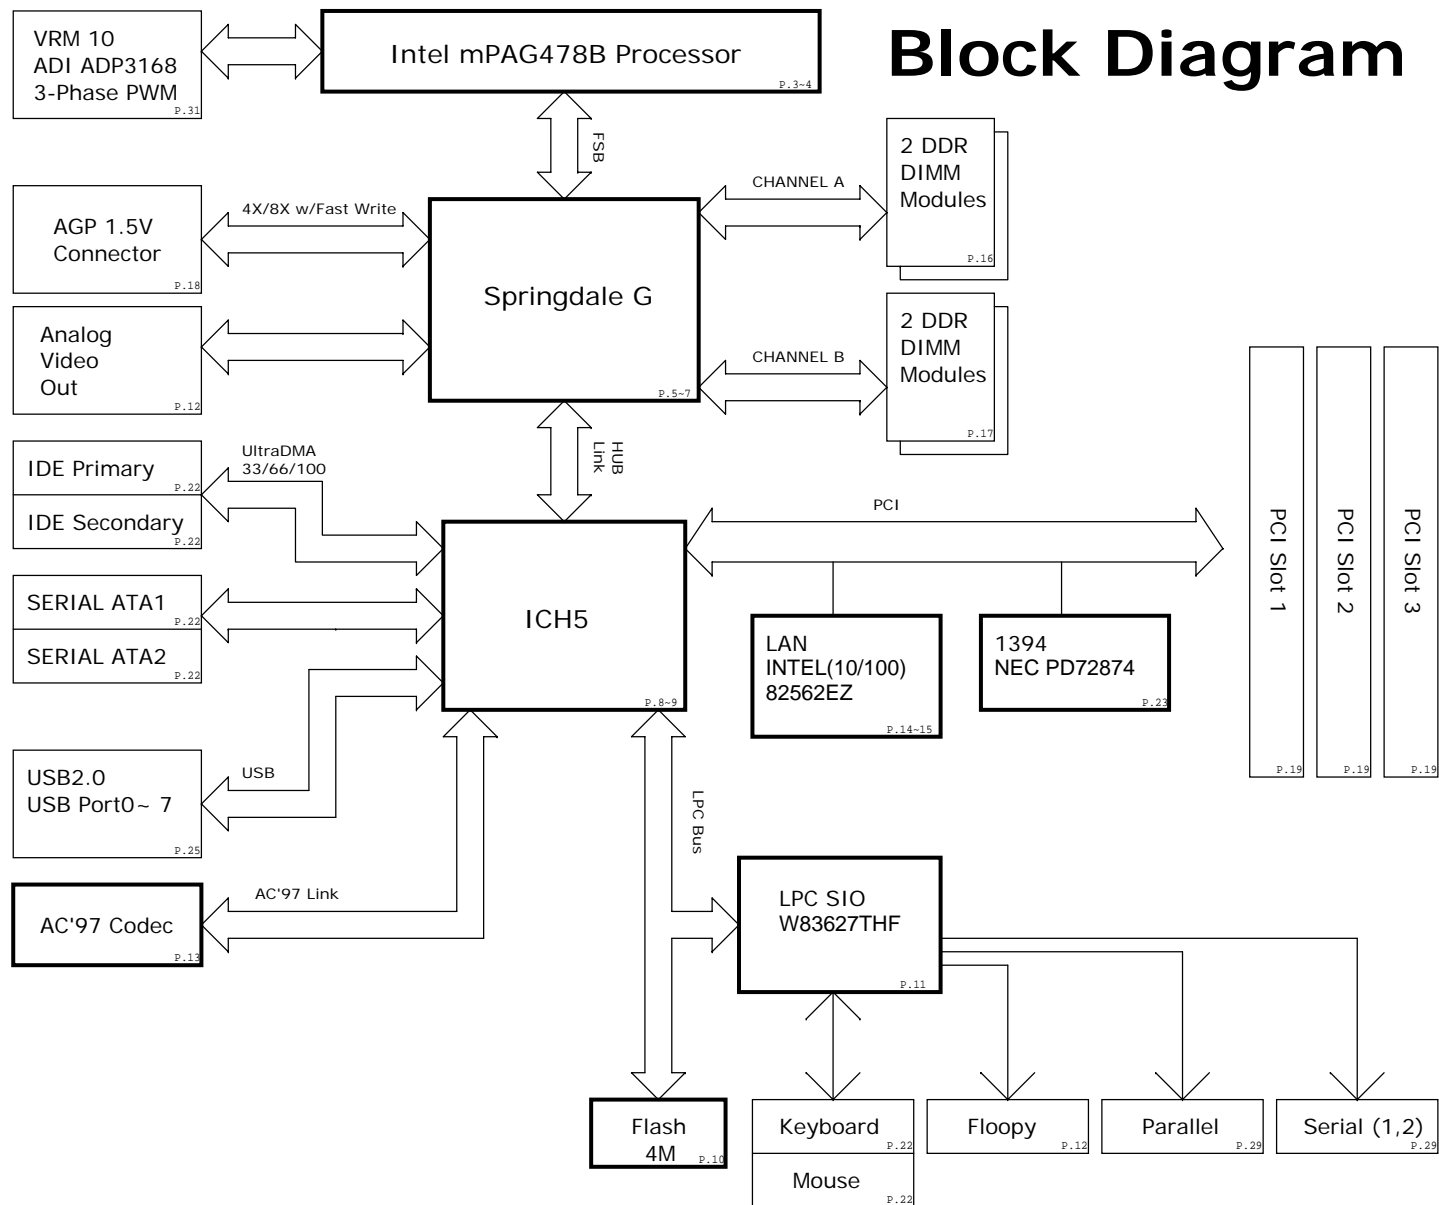 Block Diagram
VRM 10
ADI ADP3168
3-Phase PWM
P.31
Intel mPAG478B Processor
P.3~4
FSB
AGP 1.5V
Connector
P.18
4X/8X w/Fast Write
Analog
Video
Out
P.12
Springdale G
P.5~7
CHANNEL A
2 DDR
DIMM
Modules
P.16
CHANNEL B
2 DDR
DIMM
Modules
P.17
HUB
Link
IDE Primary
P.22
IDE Secondary
P.22
UltraDMA
33/66/100
SERIAL ATA1
P.22
SERIAL ATA2
P.22
ICH5
P.8~9
PCI
PCI Slot 1
P.19
PCI Slot 2
P.19
PCI Slot 3
P.19
LAN
INTEL(10/100)
82562EZ
P.14~15
1394
NEC PD72874
P.23
USB2.0
USB Port0~ 7
P.25
USB
AC'97 Codec
P.13
AC'97 Link
LPC Bus
LPC SIO
W83627THF
P.11
Flash
4M
P.10
Keyboard
P.22
Mouse
P.22
Floopy
P.12
Parallel
P.29
Serial (1,2)
P.29